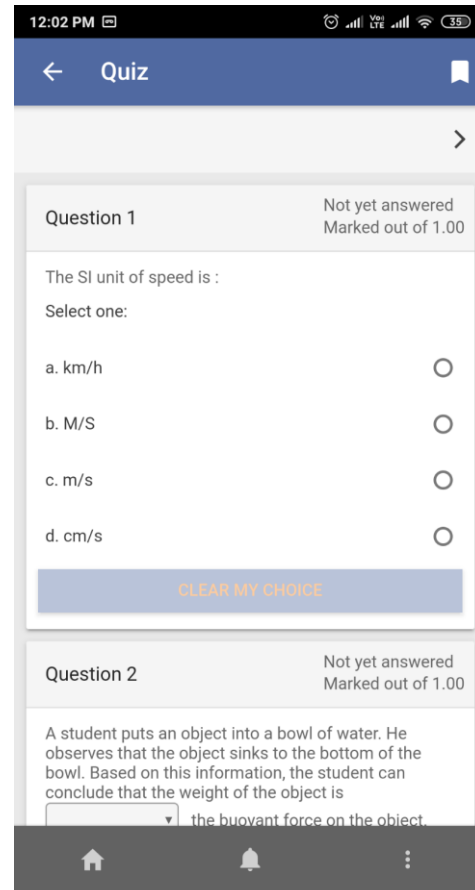 12:02 PM
Vo) LTE 35
Quiz
Question 1
Not yet answered
Marked out of 1.00
The SI unit of speed is :
Select one:
a. km/h
b. M/S
c. m/s
d. cm/s
CLEAR MY CHOICE
Question 2
Not yet answered
Marked out of 1.00
A student puts an object into a bowl of water. He
observes that the object sinks to the bottom of the
bowl. Based on this information, the student can
conclude that the weight of the object is
the buoyant force on the object.